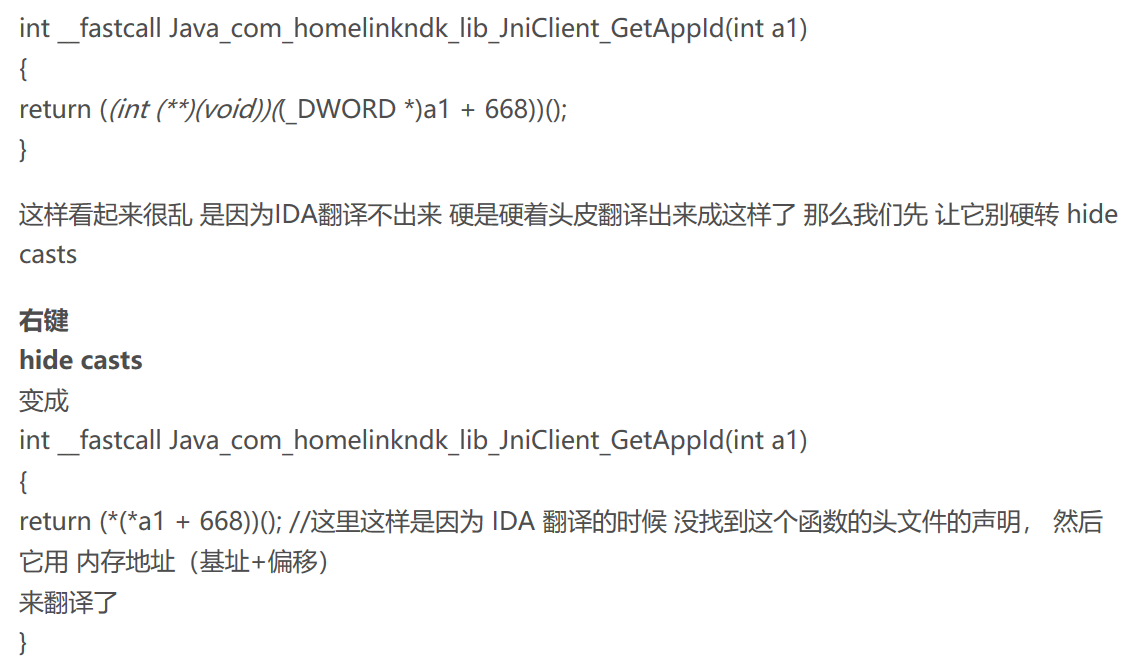 int __fastcall Java_com_homelinkndk_lib_JniClient_GetAppId(int a1)
{
return ((int (**)(void))((_DWORD *)a1 + 668))();
}
这样看起来很乱 是因为IDA翻译不出来 硬是硬着头皮翻译出来成这样了 那么我们先 让它别硬转 hide
casts
右键
hide casts
变成
int __fastcall Java_com_homelinkndk_lib_JniClient_GetAppId(int a1)
{
return (*(*a1 + 668))(); //这里这样是因为 IDA 翻译的时候 没找到这个函数的头文件的声明， 然后
它用 内存地址（基址+偏移）
来翻译了
}